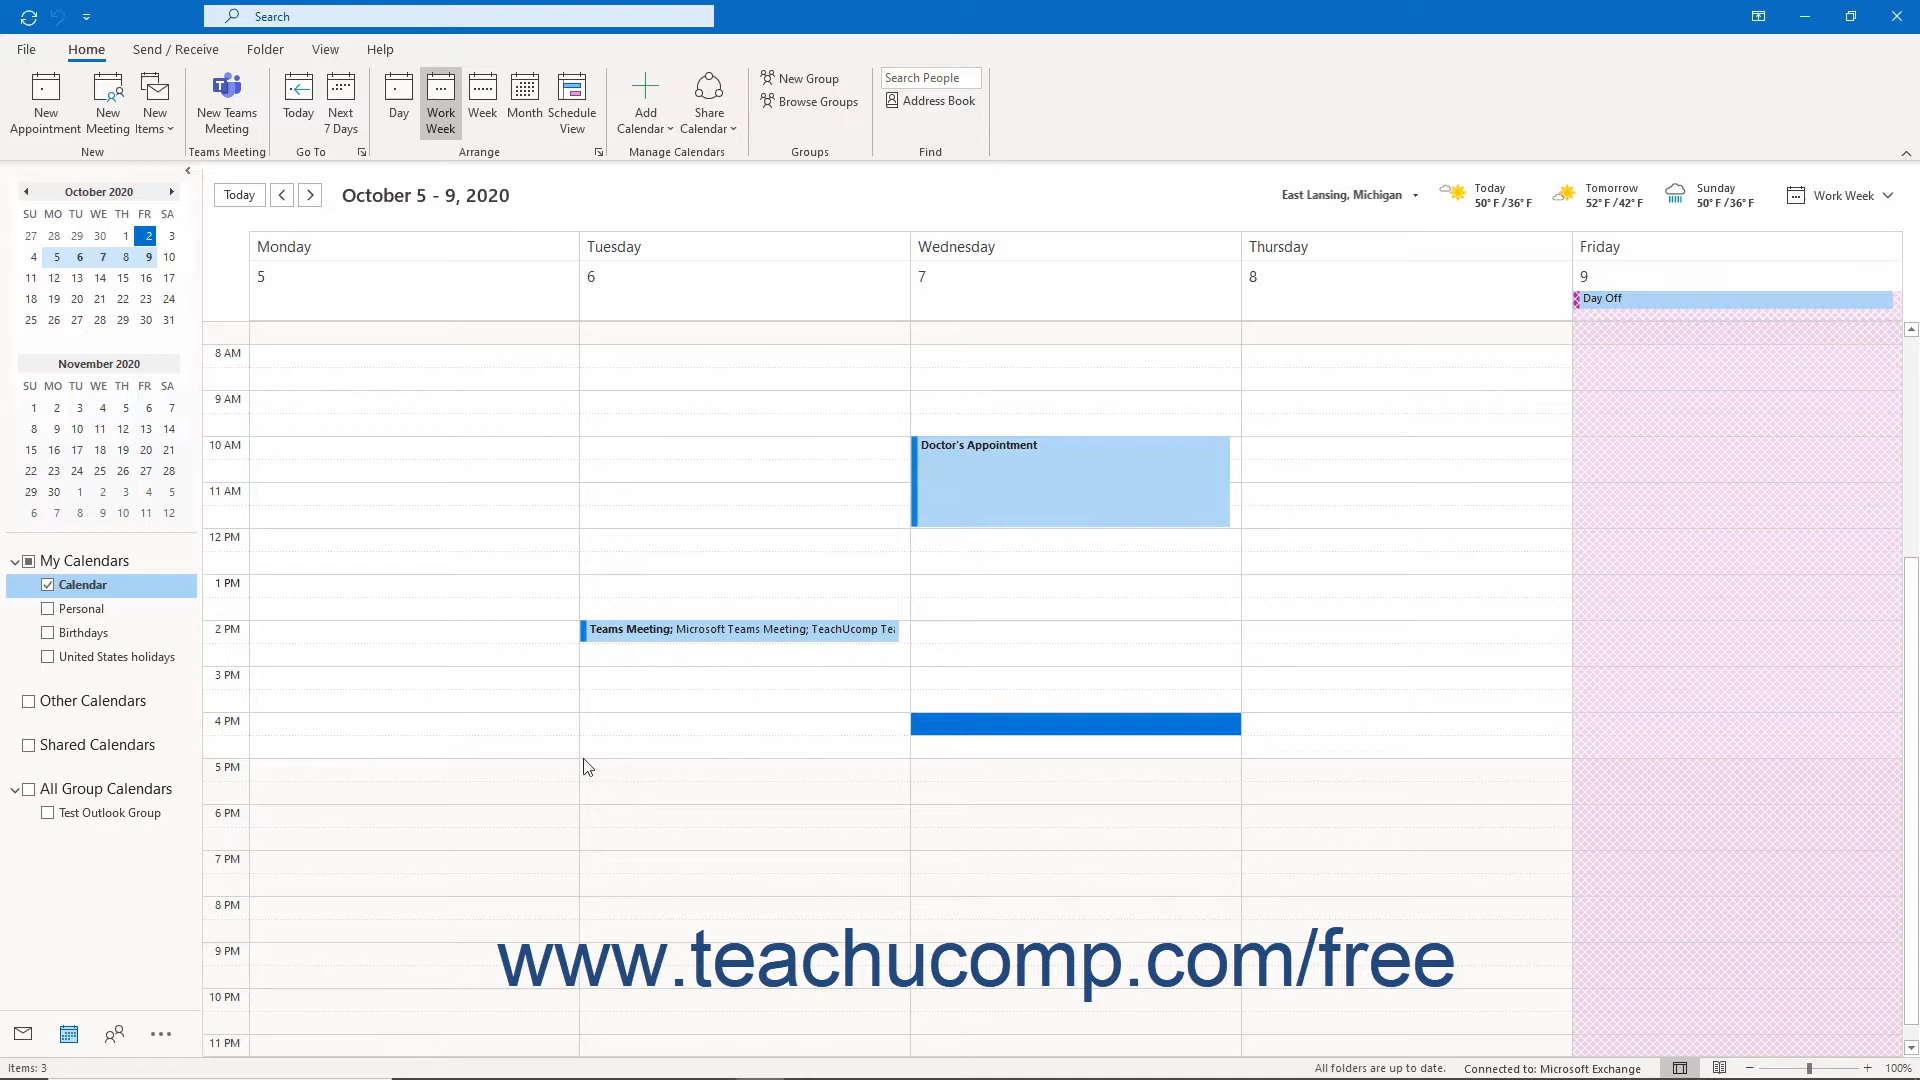 Search
File Home Send / Receive Folder View Help
New Appointment
New Meeting
New Items
New
New Teams Meeting
Teams Meeting
Today
Next 7 Days
Go To
Day
Work Week
Week
Month
Schedule View
Arrange
Add Calendar
Share Calendar
Manage Calendars
New Group
Browse Groups
Groups
Search People
Address Book
Find
October 2020
SU MO TU WE TH FR SA
27 28 29 30 1 2 3
4 5 6 7 8 9 10
11 12 13 14 15 16 17
18 19 20 21 22 23 24
25 26 27 28 29 30 31
November 2020
SU MO TU WE TH FR SA
1 2 3 4 5 6 7
8 9 10 11 12 13 14
15 16 17 18 19 20 21
22 23 24 25 26 27 28
29 30 1 2 3 4 5
6 7 8 9 10 11 12
My Calendars
Calendar
Personal
Birthdays
United States holidays
Other Calendars
Shared Calendars
All Group Calendars
Test Outlook Group
Today
October 5 - 9, 2020
East Lansing, Michigan
Today
50°F/36°F
Tomorrow
52°F/42°F
Sunday
50°F/36°F
Work Week
Monday Tuesday Wednesday Thursday Friday
5 6 7 8 9
Day Off
8 AM
9 AM
10 AM
Doctor's Appointment
11 AM
12 PM
1 PM
2 PM
Teams Meeting; Microsoft Teams Meeting; TeachUcomp Tea
3 PM
4 PM
5 PM
6 PM
7 PM
8 PM
9 PM
www.teachucomp.com/free
10 PM
11 PM
Items: 3
All folders are up to date.
Connected to: Microsoft Exchange
100%